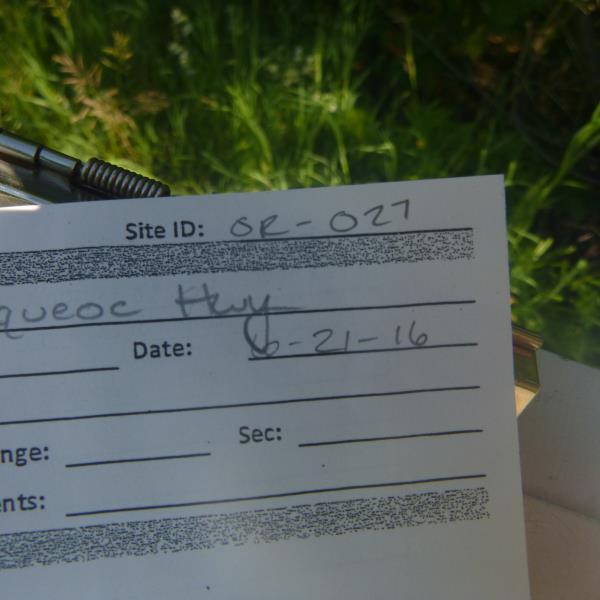 Site ID: OR-027
queoc Hwy
Date: 6-21-16
nge: Sec:
ents: